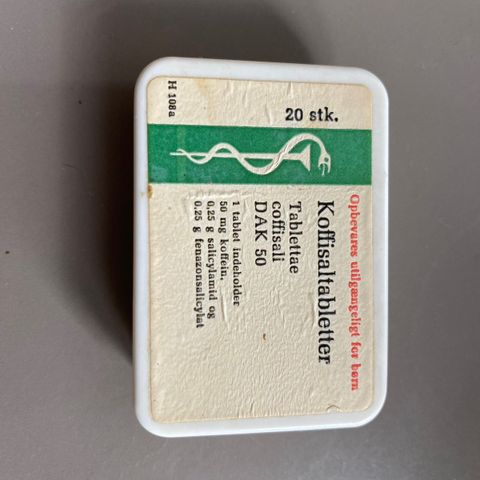 Opbevares utilgængeligt for børn
20 stk.
Koffisaltabletter
Tablettae
coffisali
DAK 50
1 tablet indeholder
50 mg koffein,
0,25 g salicylamid og
0,25 g fenazonsalicylat
H 108a